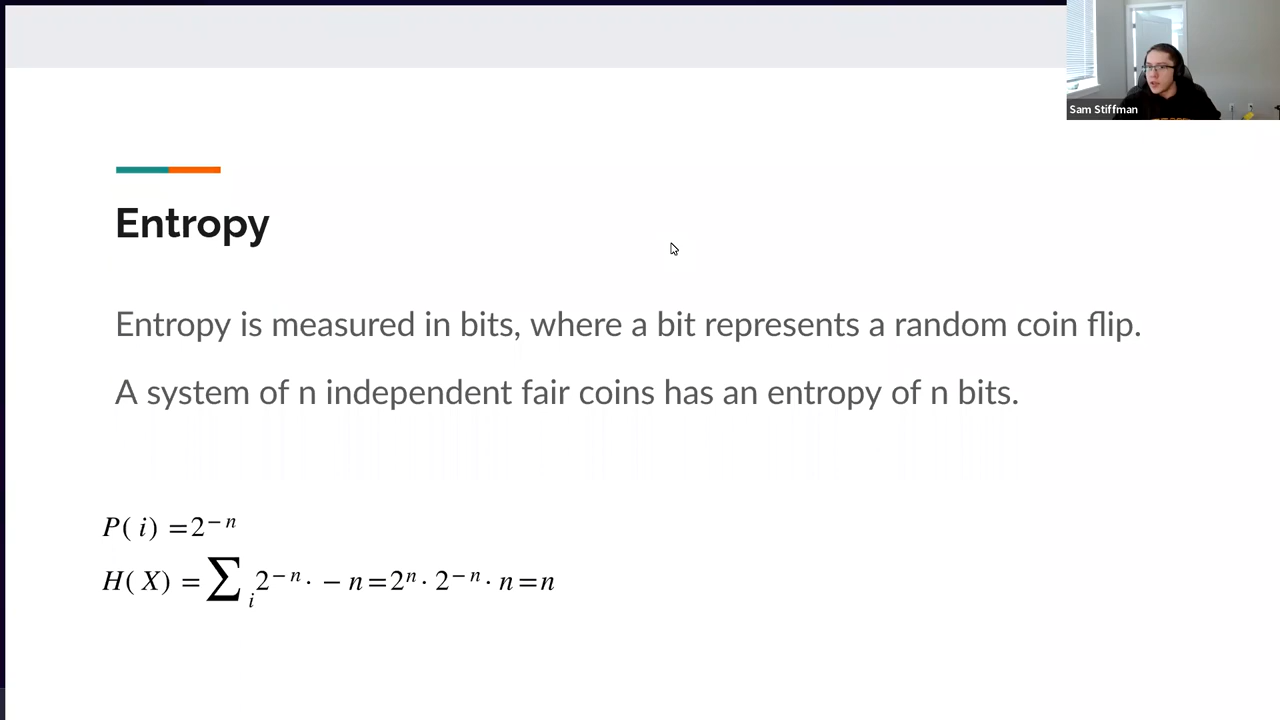 Sam Stiffman
Entropy
Entropy is measured in bits, where a bit represents a random coin flip.
A system of n independent fair coins has an entropy of n bits.
P( i) =2⁻ⁿ
H( X) =∑ᵢ2⁻ⁿ· − n=2ⁿ· 2⁻ⁿ· n=n